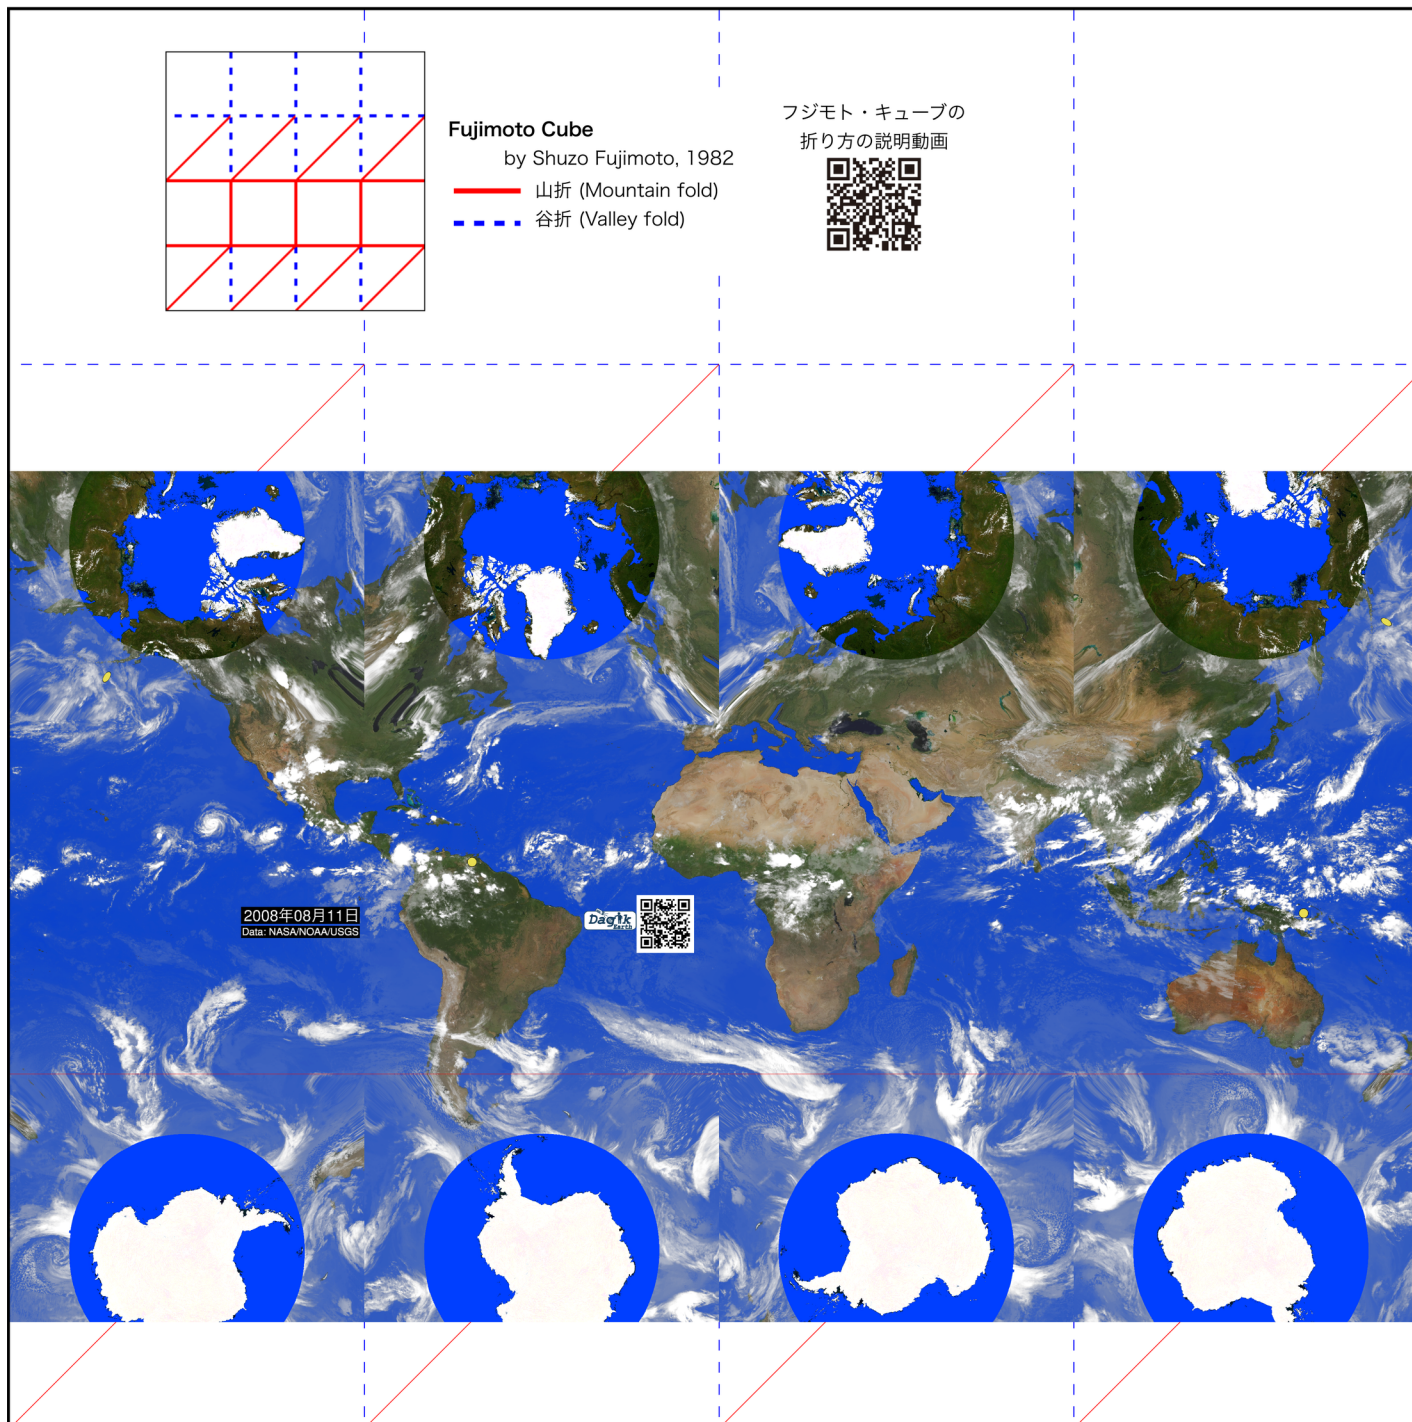 Fujimoto Cube
by Shuzo Fujimoto, 1982
山折 (Mountain fold)
谷折 (Valley fold)
フジモト・キューブの
折り方の説明動画
2008年08月11日
Data: NASA/NOAA/USGS
Dagik
Earth